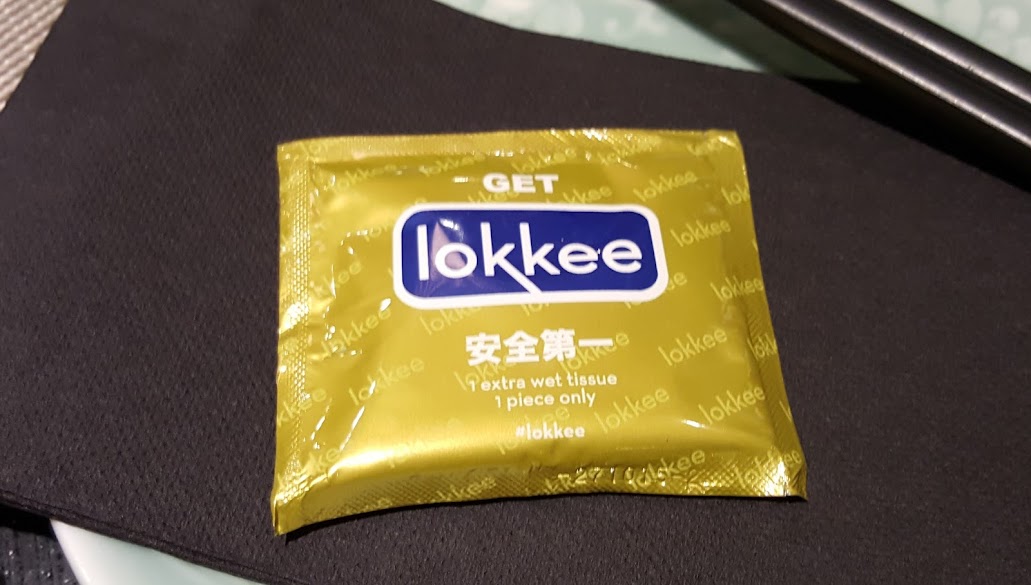 GET
lokkee
安全第一
1 extra wet tissue
1 piece only
#lokkee